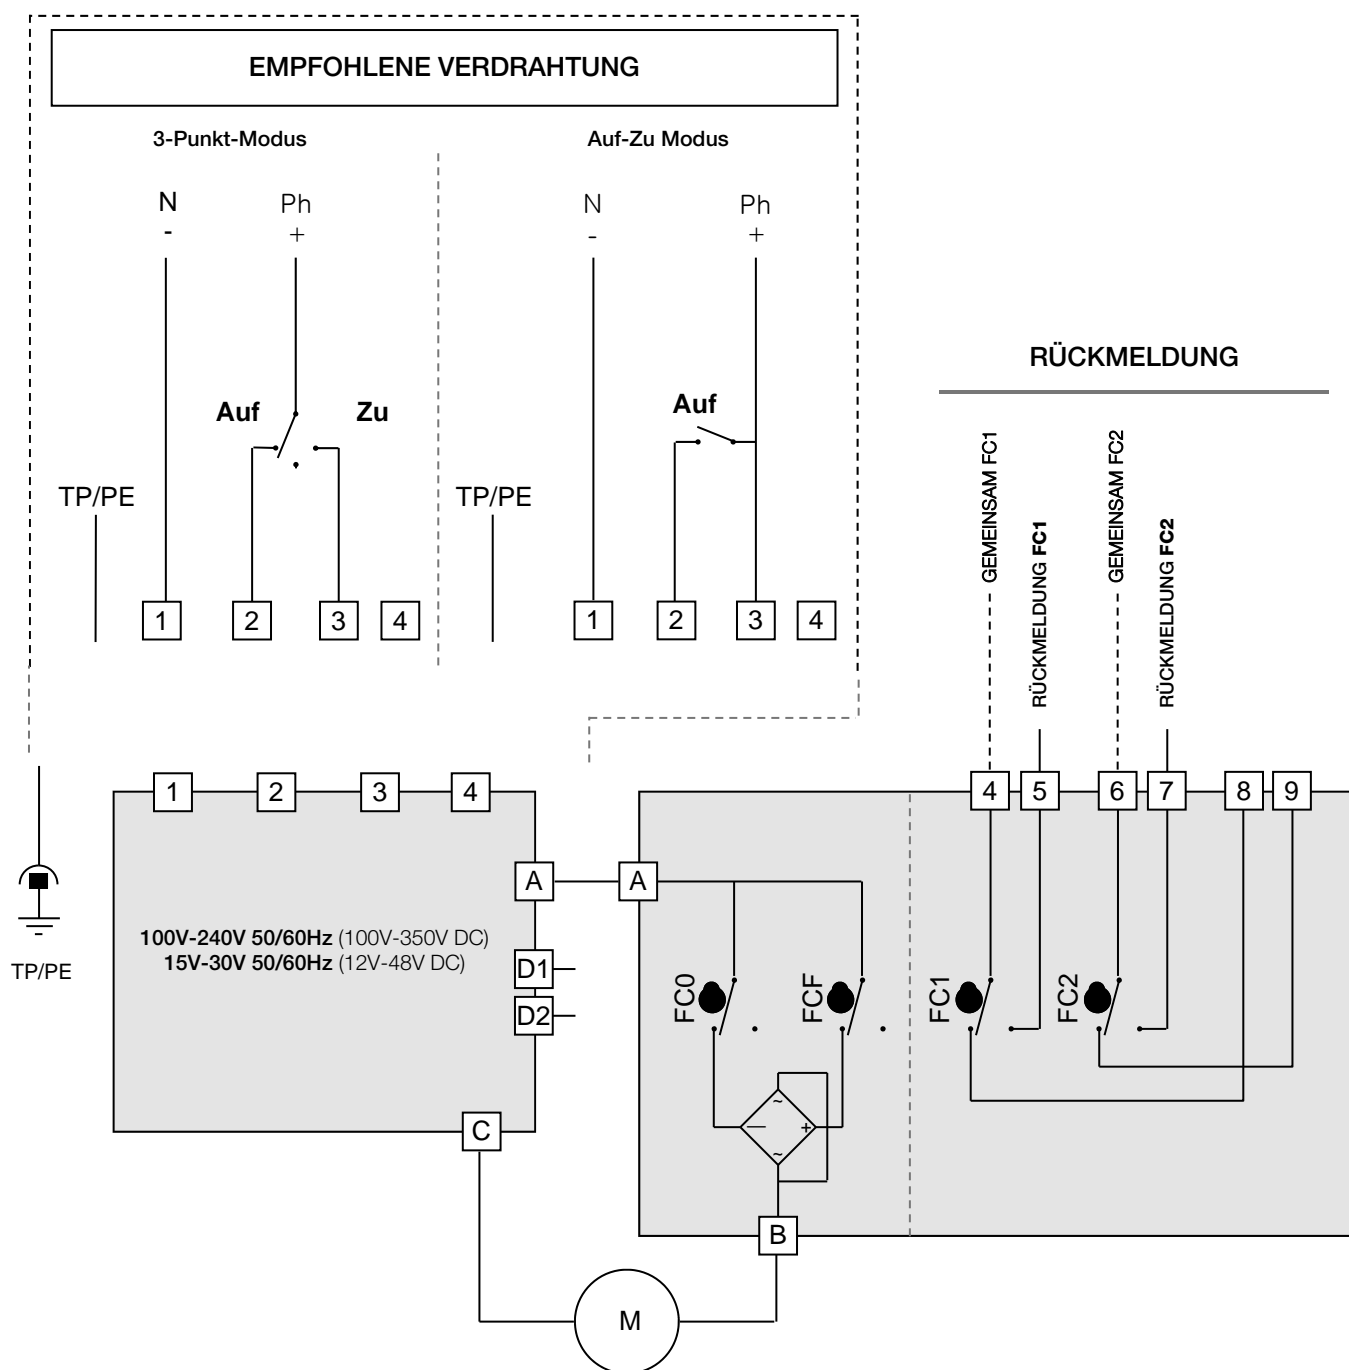 EMPFOHLENE VERDRAHTUNG
3-Punkt-Modus
Auf-Zu Modus
N
Ph
N
Ph
-
+
-
+
RÜCKMELDUNG
Auf
Zu
Auf
TP/PE
TP/PE
GEMEINSAM FC1
RÜCKMELDUNG FC1
GEMEINSAM FC2
RÜCKMELDUNG FC2
1
2
3
4
1
2
3
4
1
2
3
4
4
5
6
7
8
9
A
A
100V-240V 50/60Hz (100V-350V DC)
15V-30V 50/60Hz (12V-48V DC)
TP/PE
D1
D2
FC0
FCF
FC1
FC2
~
— +
~
C
B
M